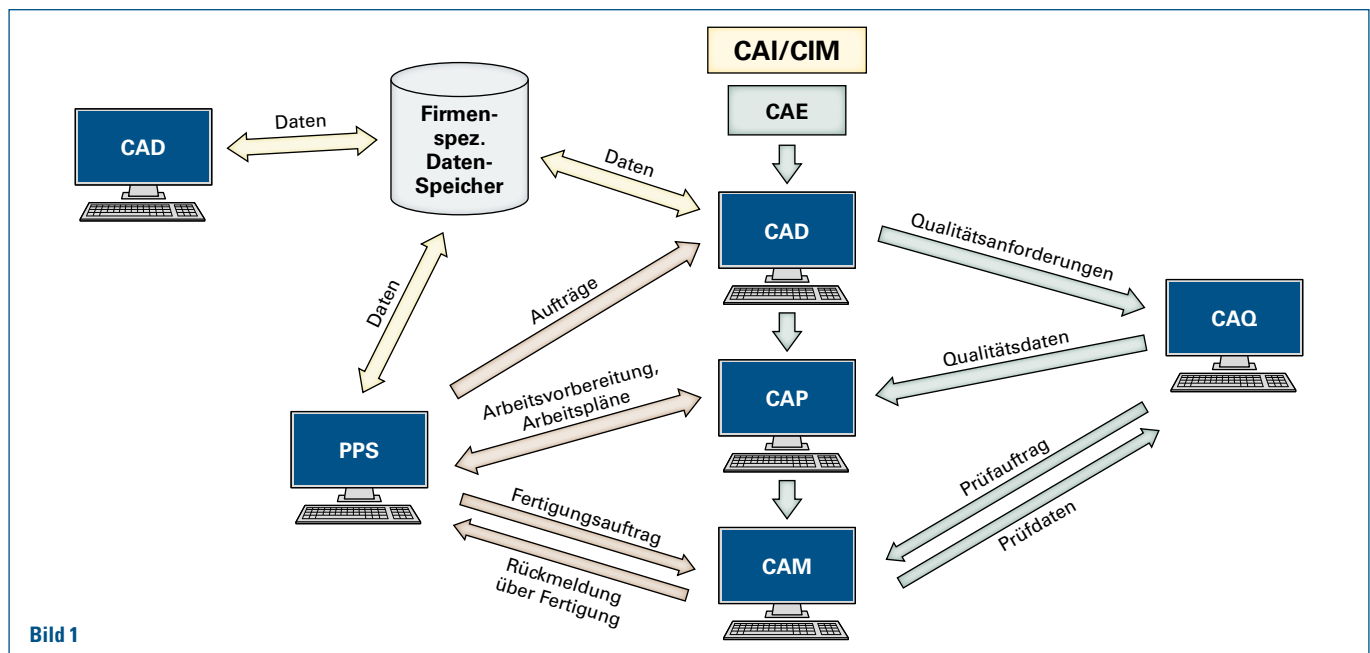 CAI/CIM
CAE
CAD
Daten
Firmen-
spez.
Daten-
Speicher
Daten
CAD
Qualitätsanforderungen
CAQ
Daten
Aufträge
Qualitätsdaten
PPS
Arbeitsvorbereitung,
Arbeitspläne
CAP
Prüfauftrag
Prüfdaten
Fertigungsauftrag
Rückmeldung
über Fertigung
CAM
Bild 1